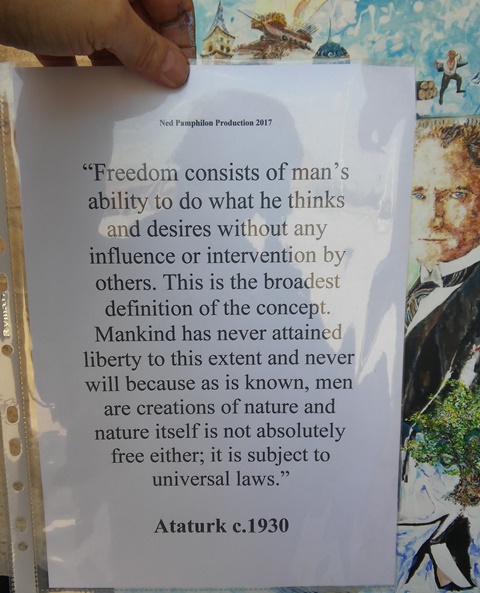 Ned Pamphilon Production 2017
“Freedom consists of man’s
ability to do what he thinks
and desires without any
influence or intervention by
others. This is the broadest
definition of the concept.
Mankind has never attained
liberty to this extent and never
will because as is known, men
are creations of nature and
nature itself is not absolutely
free either; it is subject to
universal laws.”
Ataturk c.1930
Ryman